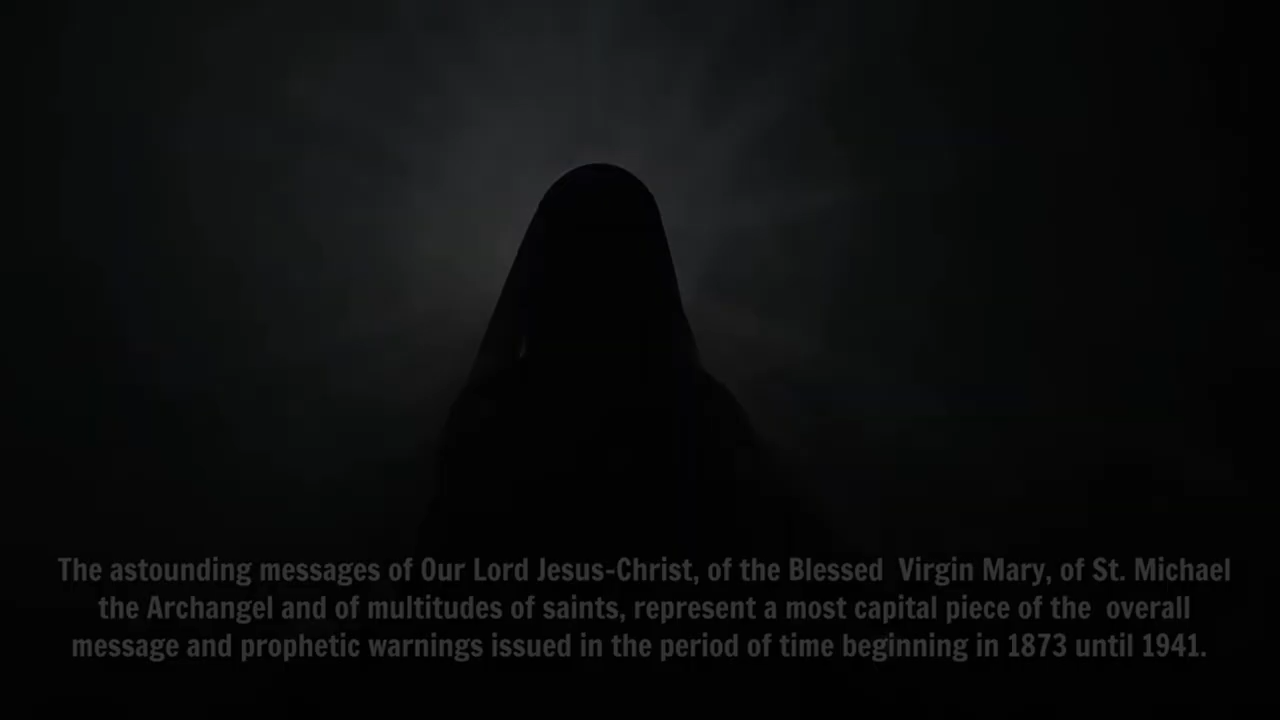 The astounding messages of Our Lord Jesus-Christ, of the Blessed  Virgin Mary, of St. Michael
the Archangel and of multitudes of saints, represent a most capital piece of the  overall
message and prophetic warnings issued in the period of time beginning in 1873 until 1941.